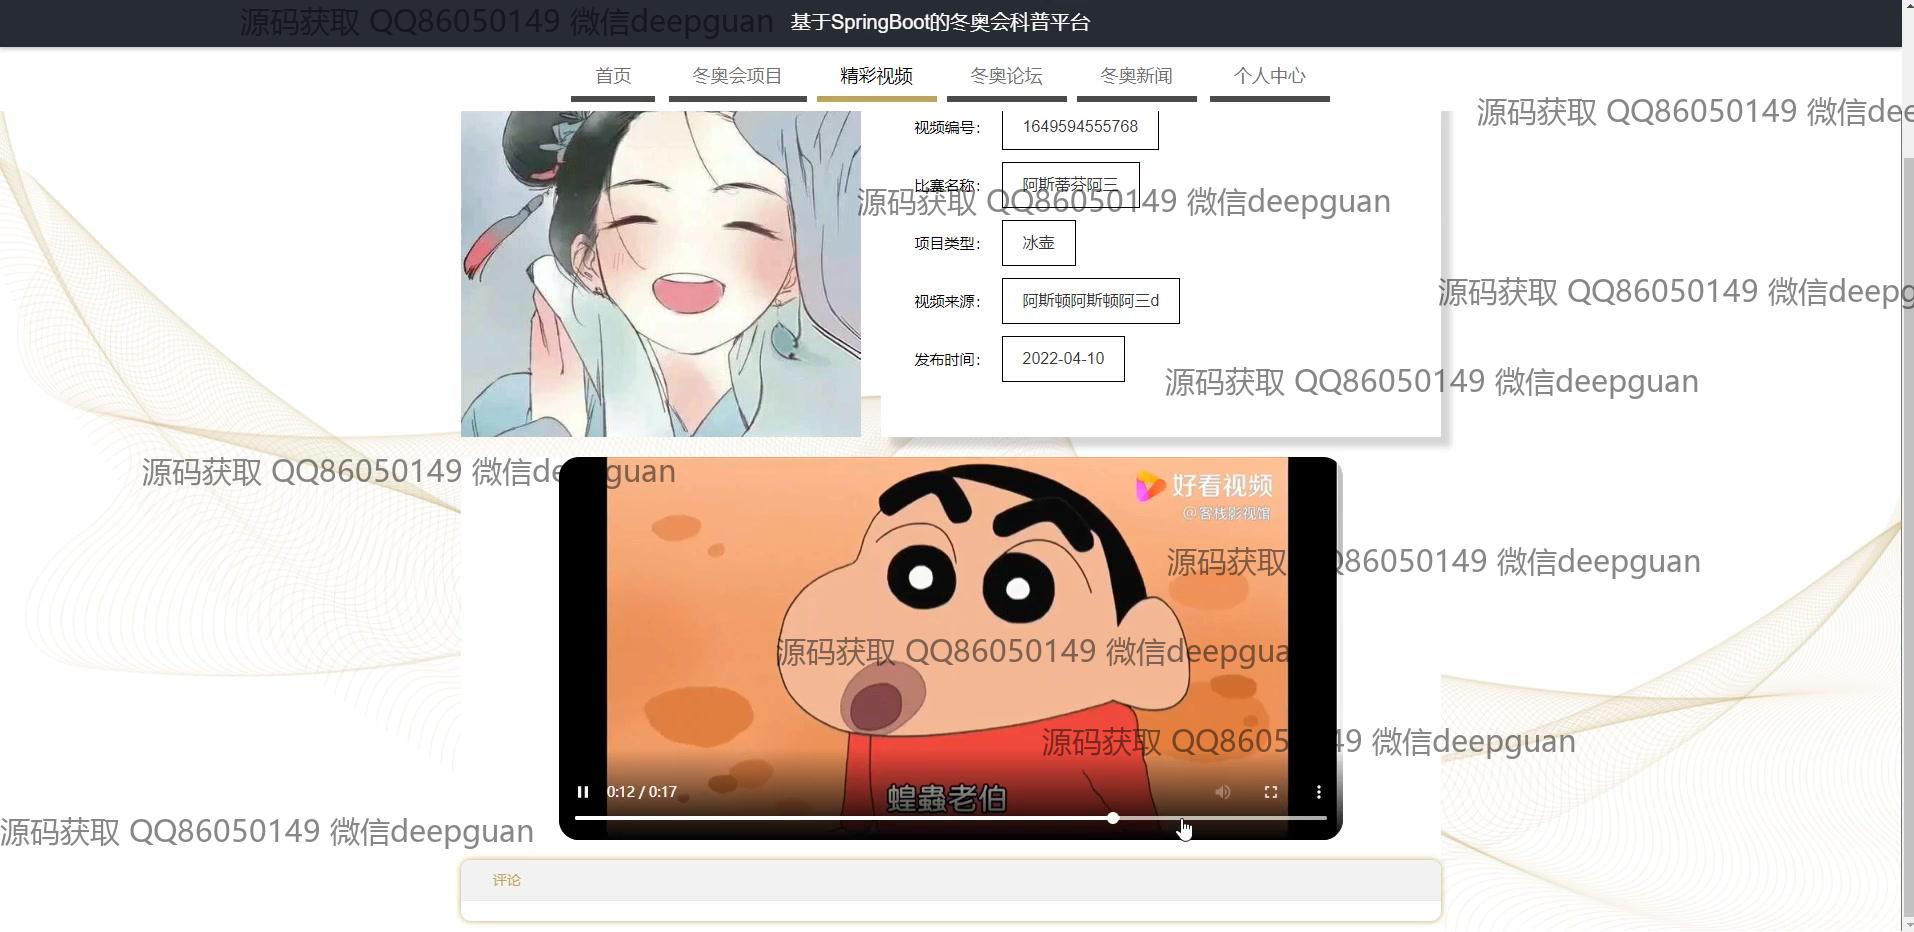 源码获取 QQ86050149 微信deepguan
基于SpringBoot的冬奥会科普平台
首页 冬奥会项目 精彩视频 冬奥论坛 冬奥新闻 个人中心
源码获取 QQ86050149 微信dee
视频编号： 1649594555768
比赛名称： 阿斯蒂芬阿三
源码获取 QQ86050149 微信deepguan
项目类型： 冰壶
视频来源： 阿斯顿阿斯顿阿三d
源码获取 QQ86050149 微信deepg
发布时间： 2022-04-10
源码获取 QQ86050149 微信deepguan
源码获取 QQ86050149 微信de guan
好看视频
@客栈影视馆
源码获取 Q86050149 微信deepguan
源码获取 QQ86050149 微信deepgua
源码获取 QQ8605 49 微信deepguan
0:12 / 0:17
蝗蟲老伯
源码获取 QQ86050149 微信deepguan
评论